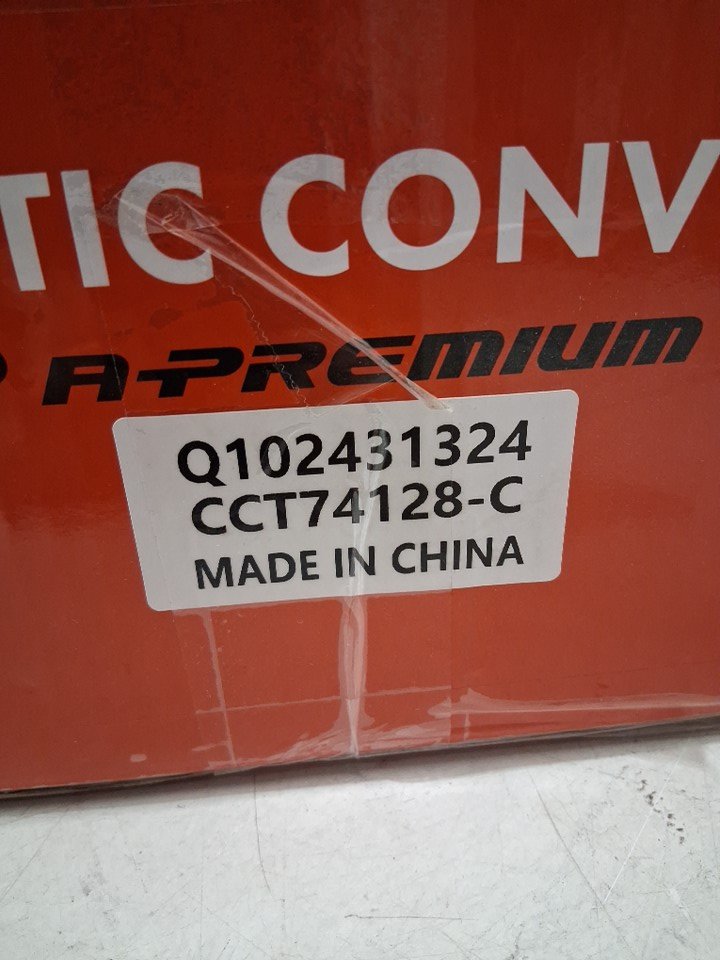 TIC CONV
P A-PREMIUM
Q102431324
CCT74128-C
MADE IN CHINA